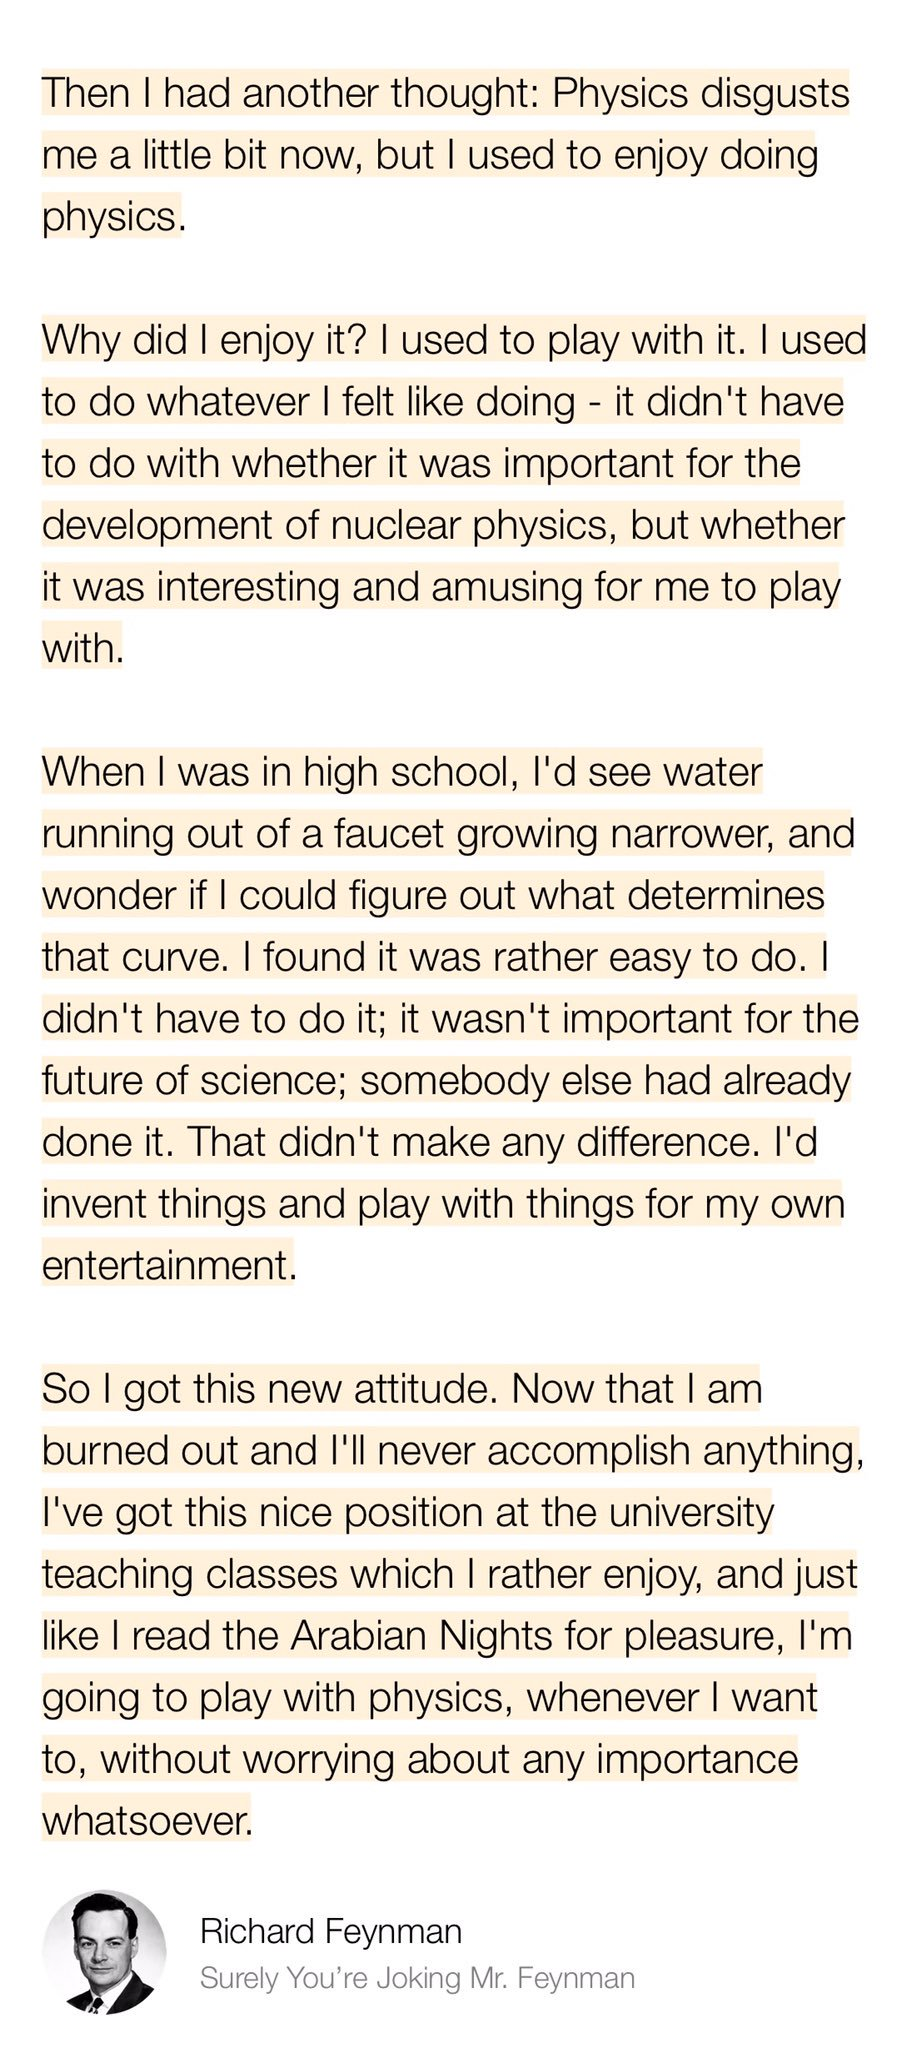 Then I had another thought: Physics disgusts
me a little bit now, but I used to enjoy doing
physics.
Why did I enjoy it? I used to play with it. I used
to do whatever I felt like doing - it didn't have
to do with whether it was important for the
development of nuclear physics, but whether
it was interesting and amusing for me to play
with.
When I was in high school, I'd see water
running out of a faucet growing narrower, and
wonder if I could figure out what determines
that curve. I found it was rather easy to do. I
didn't have to do it; it wasn't important for the
future of science; somebody else had already
done it. That didn't make any difference. I'd
invent things and play with things for my own
entertainment.
So I got this new attitude. Now that I am
burned out and I'll never accomplish anything,
I've got this nice position at the university
teaching classes which I rather enjoy, and just
like I read the Arabian Nights for pleasure, I'm
going to play with physics, whenever I want
to, without worrying about any importance
whatsoever.
Richard Feynman
Surely You’re Joking Mr. Feynman